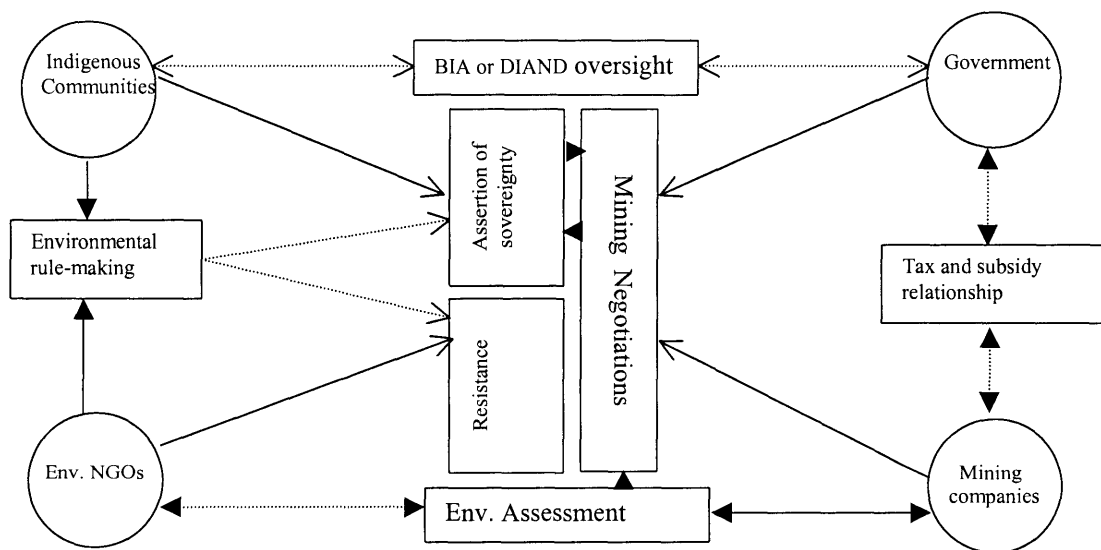 Indigenous
Communities
BIA or DIAND oversight
Government
Assertion of
sovereignty
Mining Negotiations
Environmental
rule-making
Tax and subsidy
relationship
Resistance
Env. NGOs
Env. Assessment
Mining
companies